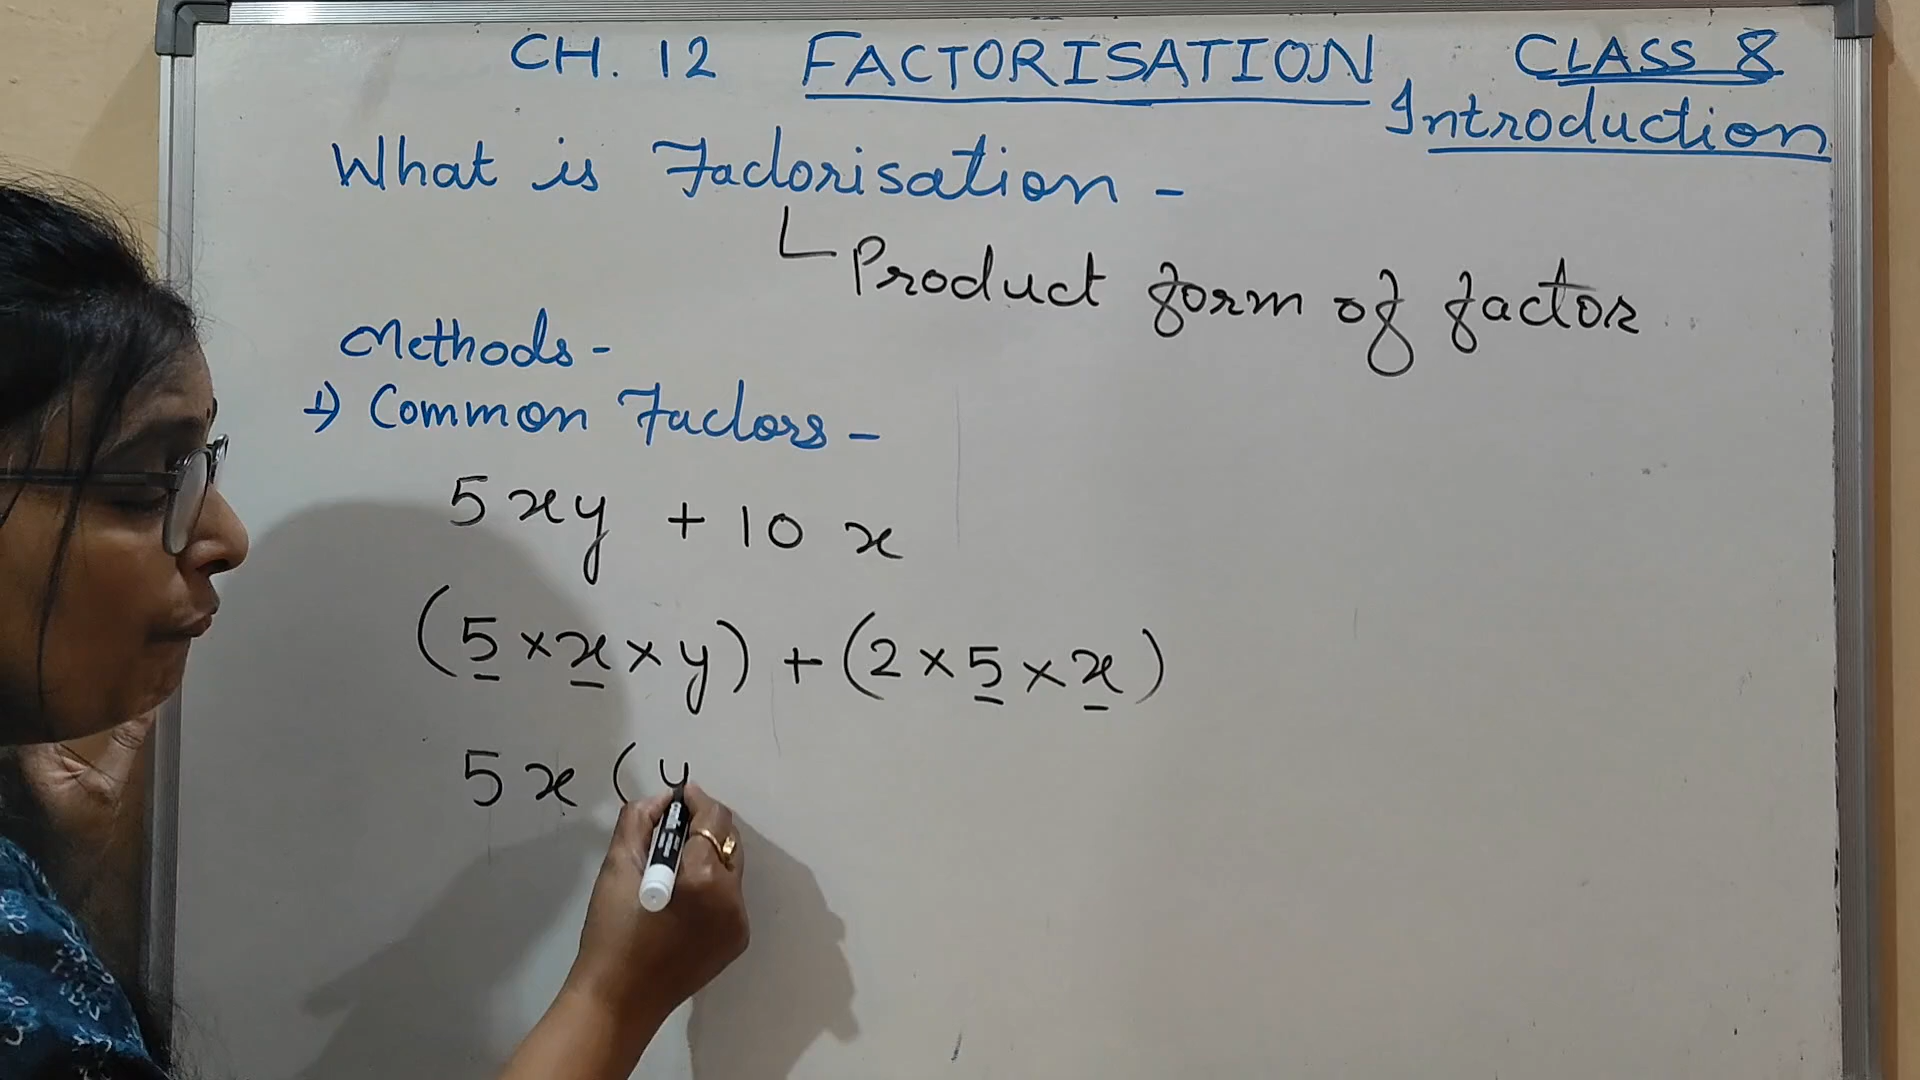 CH. 12 FACTORISATION CLASS 8
Introduction
What is Factorisation -
Product form of factor
Methods -
1) Common Factors -
5xy + 10x
(5×x×y) + (2×5×x)
5x (y